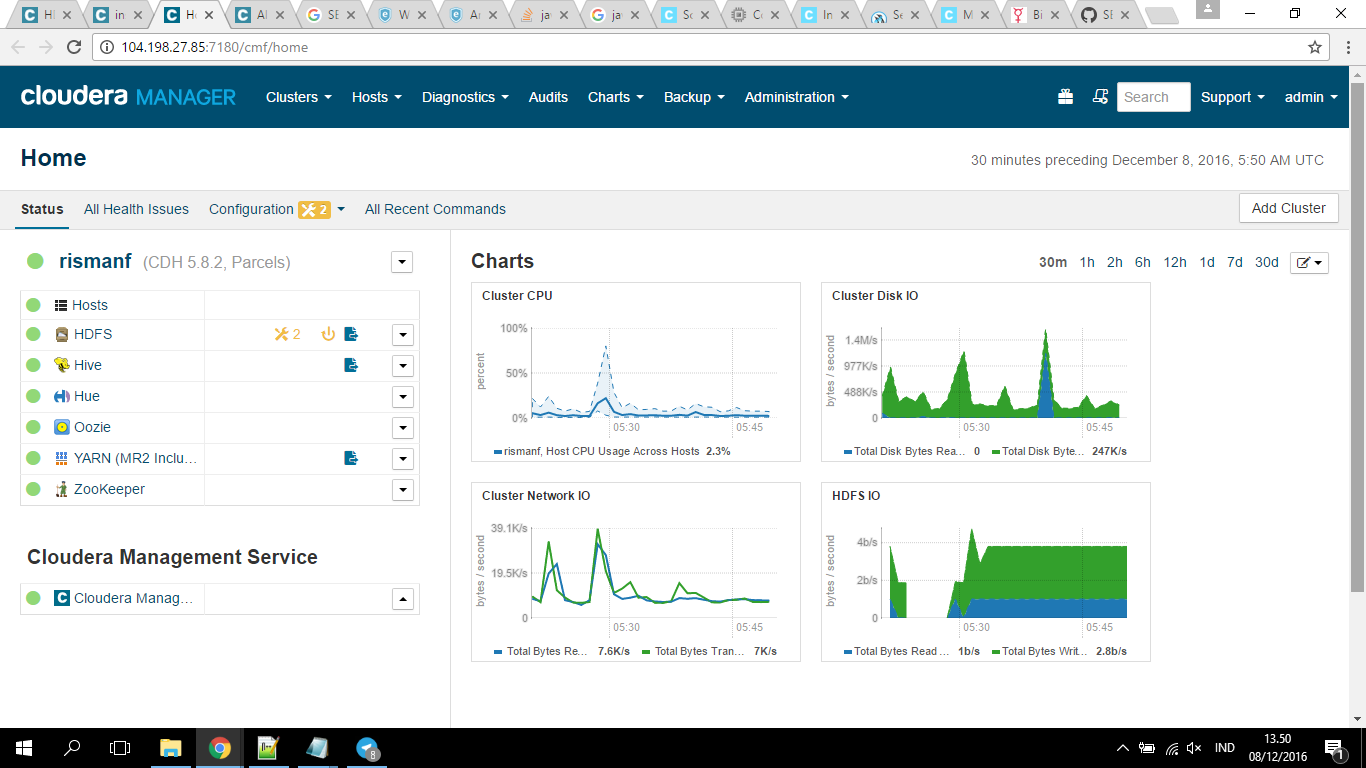 Hl
in
Ho
Al
SE
W
Ar
jav
jav
So
Co
In
Se
M
Bi
SE
104.198.27.85:7180/cmf/home
cloudera MANAGER Clusters Hosts Diagnostics Audits Charts Backup Administration Search Support admin
Home
30 minutes preceding December 8, 2016, 5:50 AM UTC
Status All Health Issues Configuration 2 All Recent Commands Add Cluster
rismanf (CDH 5.8.2, Parcels)
Hosts
HDFS 2
Hive
Hue
Oozie
YARN (MR2 Inclu...
ZooKeeper
Cloudera Management Service
Cloudera Manag...
Charts 30m 1h 2h 6h 12h 1d 7d 30d
Cluster CPU
percent
100%
50%
0%
05:30 05:45
rismanf, Host CPU Usage Across Hosts 2.3%
Cluster Disk IO
bytes / second
1.4M/s
977K/s
488K/s
0
05:30 05:45
Total Disk Bytes Rea... 0 Total Disk Byte... 247K/s
Cluster Network IO
bytes / second
39.1K/s
19.5K/s
0
05:30 05:45
Total Bytes Re... 7.6K/s Total Bytes Tran... 7K/s
HDFS IO
bytes / second
4b/s
2b/s
0
05:30 05:45
Total Bytes Read ... 1b/s Total Bytes Writ... 2.8b/s
8
IND
13.50
08/12/2016
1